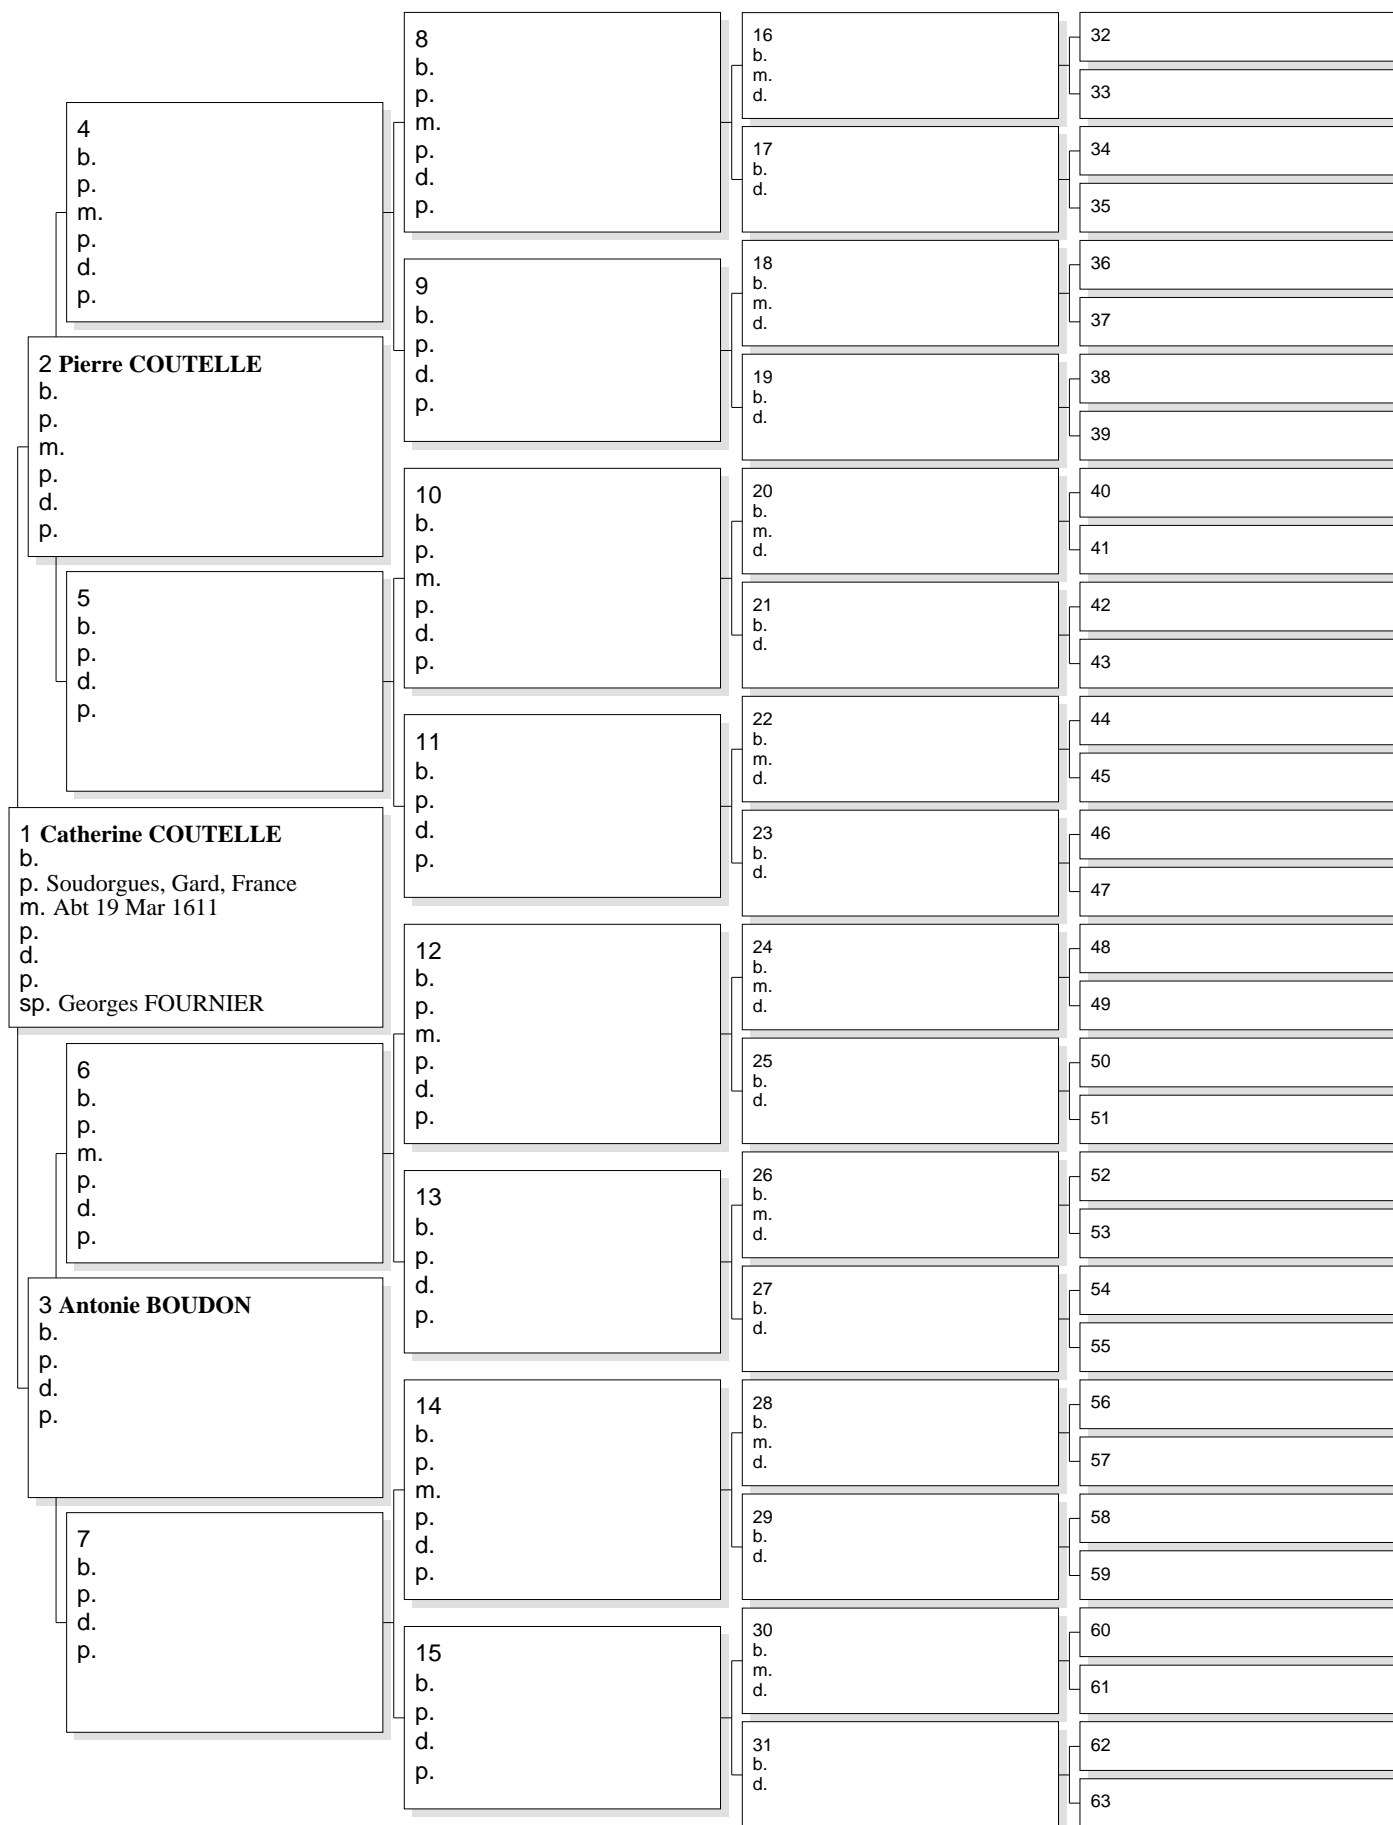 8
b.
p.
m.
p.
d.
p.
16
b.
m.
d.
32
33
4
b.
p.
m.
p.
d.
p.
17
b.
d.
34
35
9
b.
p.
d.
p.
18
b.
m.
d.
36
37
2 Pierre COUTELLE
b.
p.
m.
p.
d.
p.
19
b.
d.
38
39
10
b.
p.
m.
p.
d.
p.
20
b.
m.
d.
40
41
5
b.
p.
d.
p.
21
b.
d.
42
43
11
b.
p.
d.
p.
22
b.
m.
d.
44
45
1 Catherine COUTELLE
b.
p. Soudorgues, Gard, France
m. Abt 19 Mar 1611
p.
d.
p.
sp. Georges FOURNIER
23
b.
d.
46
47
12
b.
p.
m.
p.
d.
p.
24
b.
m.
d.
48
49
6
b.
p.
m.
p.
d.
p.
25
b.
d.
50
51
13
b.
p.
d.
p.
26
b.
m.
d.
52
53
3 Antonie BOUDON
b.
p.
d.
p.
27
b.
d.
54
55
14
b.
p.
m.
p.
d.
p.
28
b.
m.
d.
56
57
7
b.
p.
d.
p.
29
b.
d.
58
59
15
b.
p.
d.
p.
30
b.
m.
d.
60
61
31
b.
d.
62
63